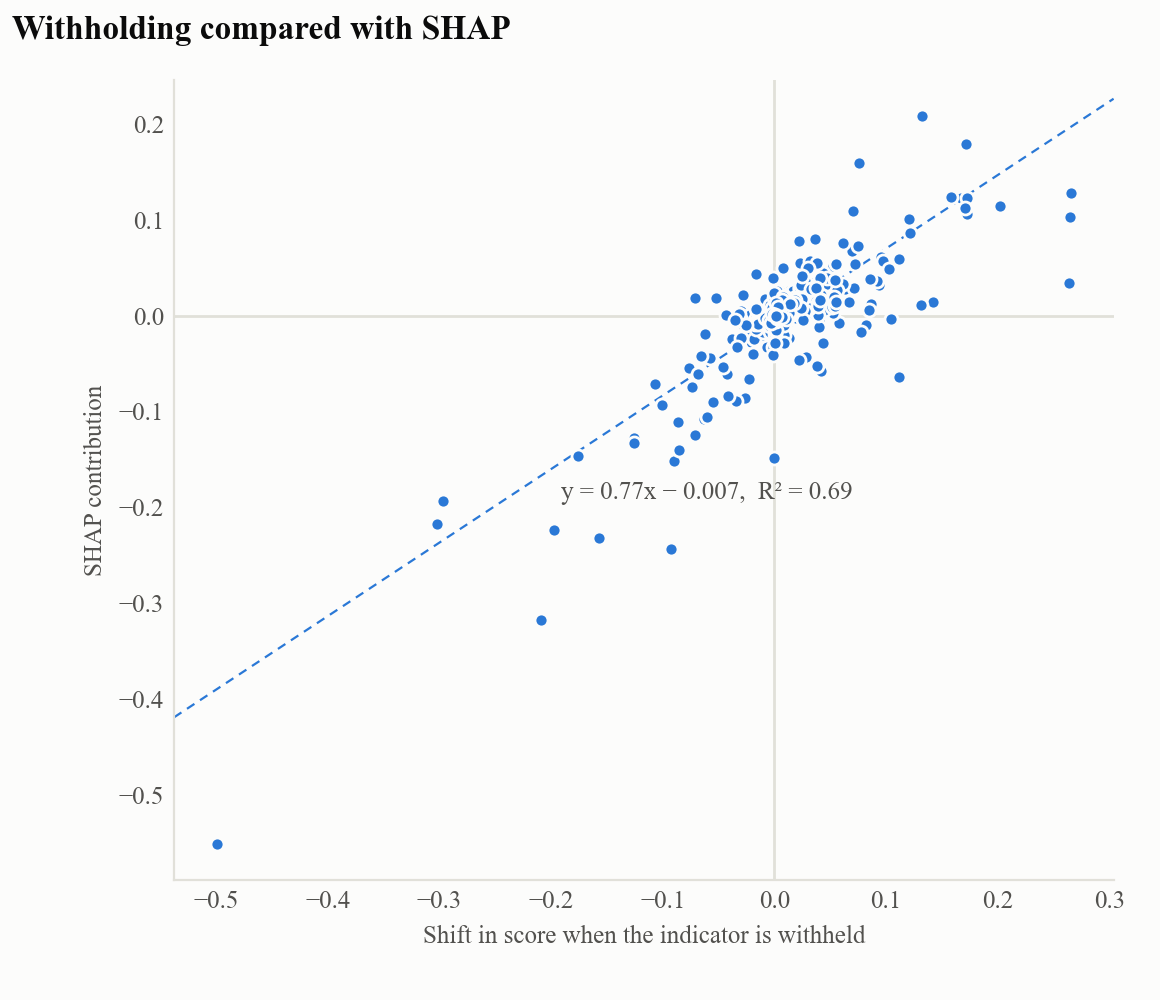 Withholding compared with SHAP
0.2
0.1
0.0
−0.1
−0.2
−0.3
−0.4
−0.5
SHAP contribution
y = 0.77x − 0.007,  R² = 0.69
−0.5 −0.4 −0.3 −0.2 −0.1 0.0 0.1 0.2 0.3
Shift in score when the indicator is withheld